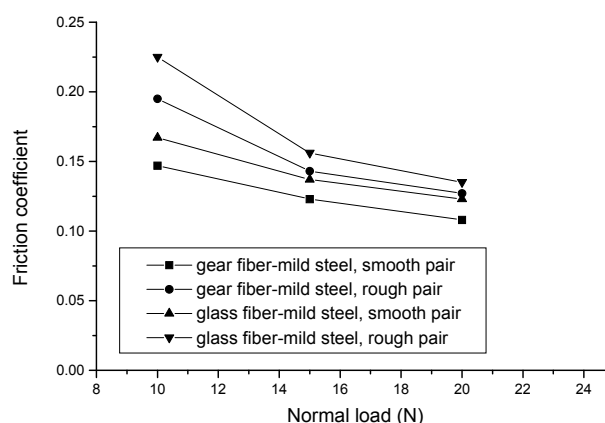 0.25
0.20
0.15
0.10
0.05
0.00
Friction coefficient
gear fiber-mild steel, smooth pair
gear fiber-mild steel, rough pair
glass fiber-mild steel, smooth pair
glass fiber-mild steel, rough pair
8 10 12 14 16 18 20 22 24
Normal load (N)